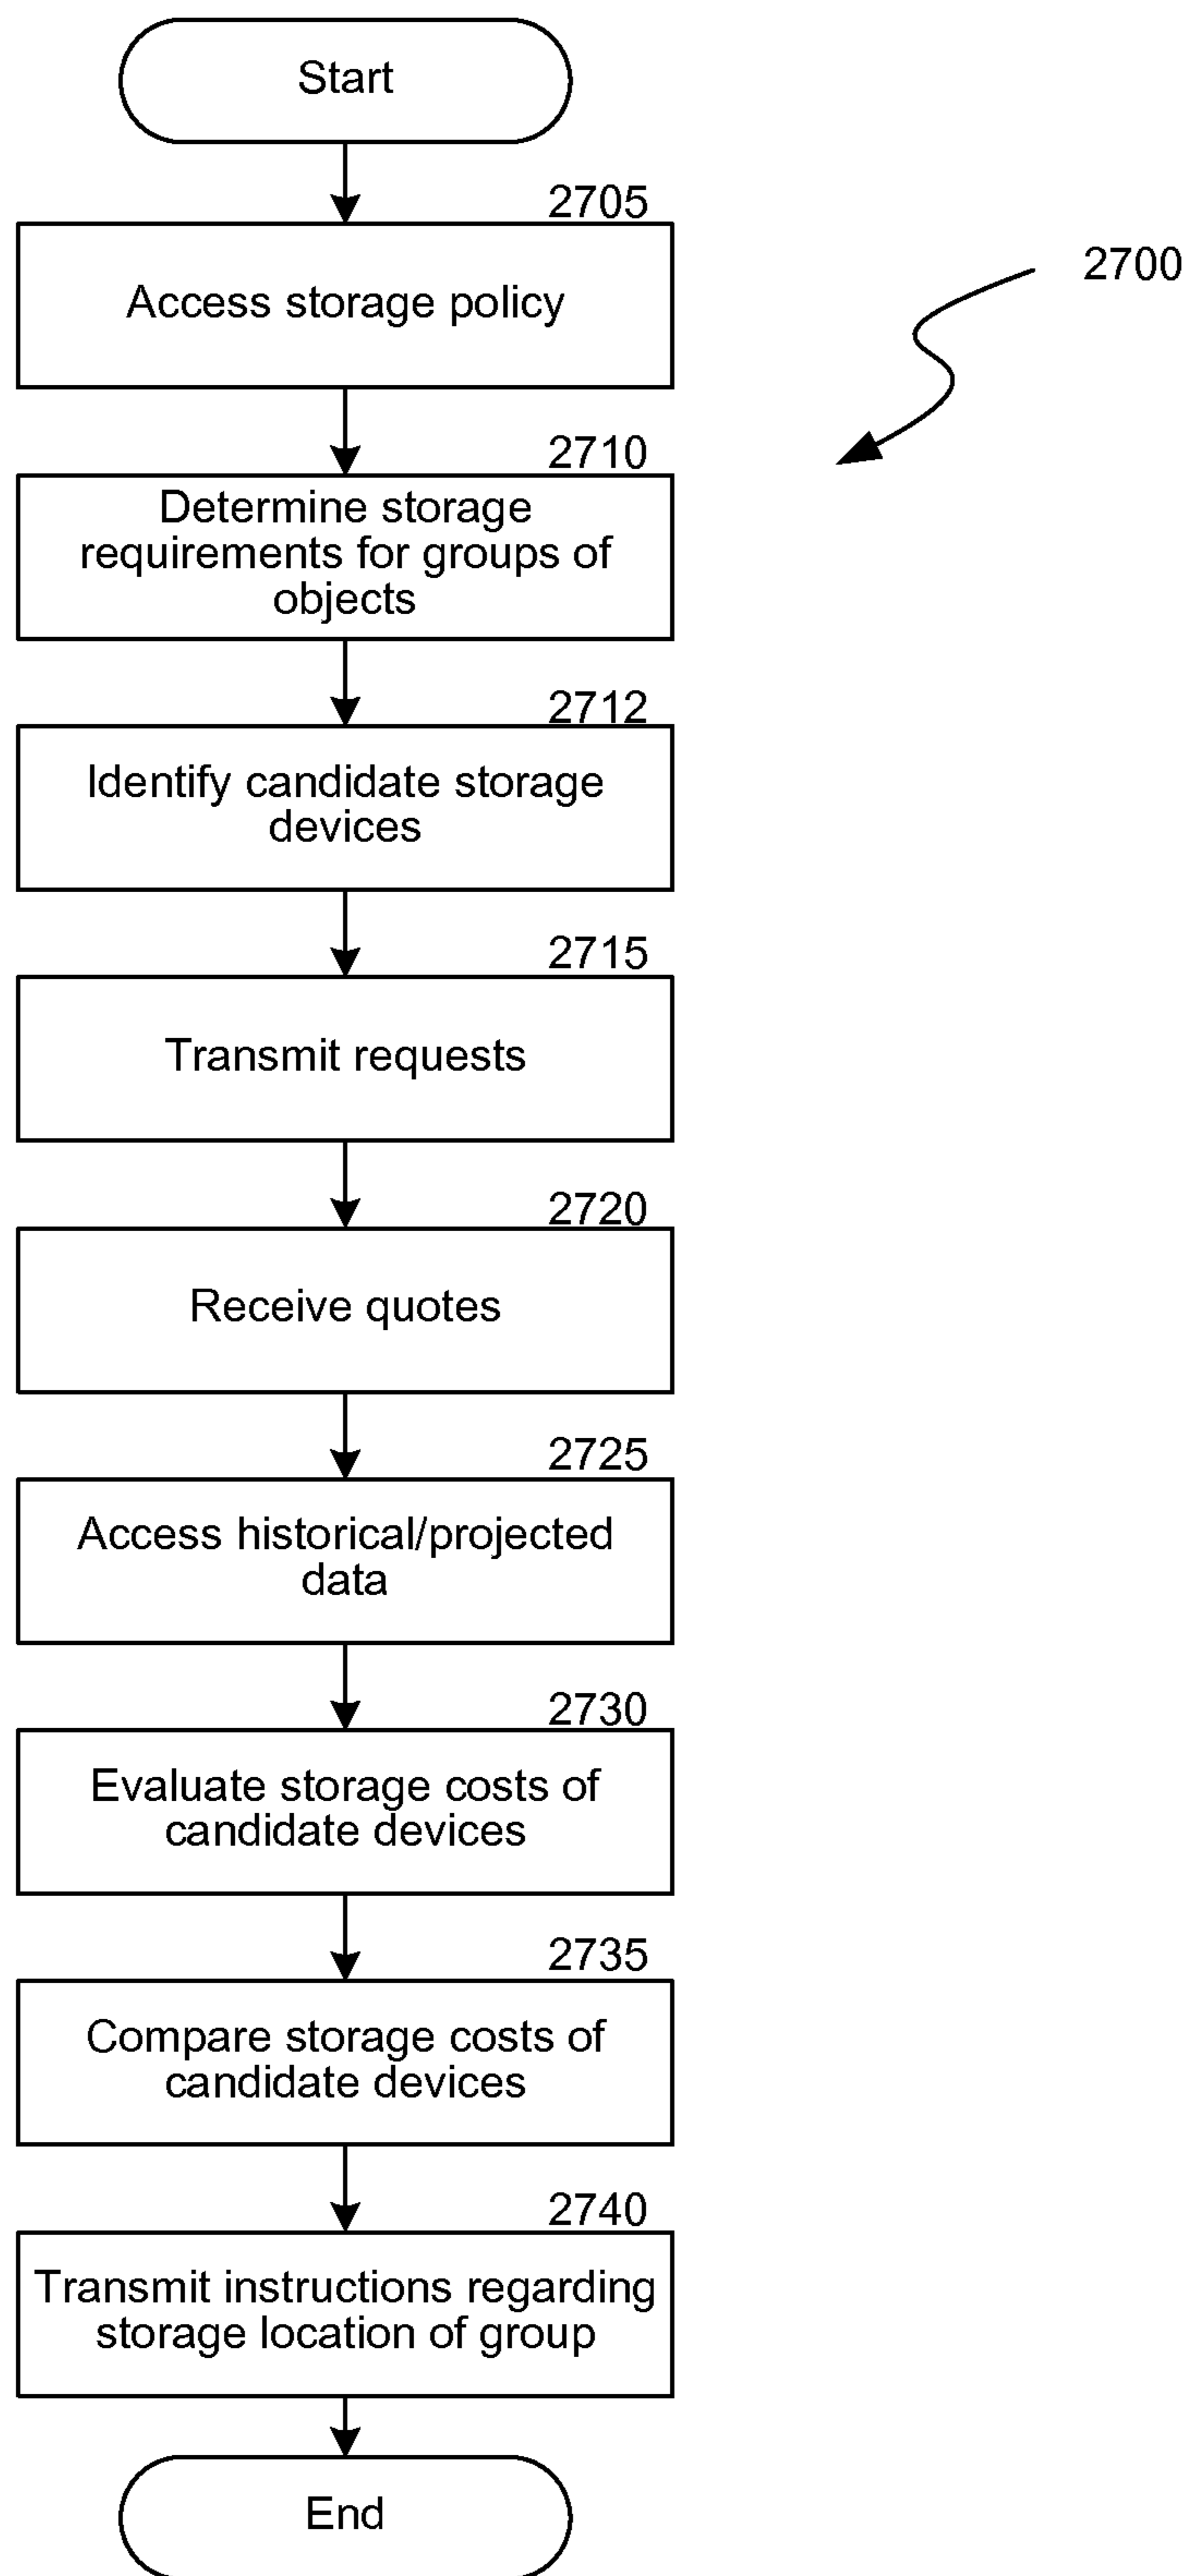 Start
2705
Access storage policy
2700
2710
Determine storage
requirements for groups of
objects
2712
Identify candidate storage
devices
2715
Transmit requests
2720
Receive quotes
2725
Access historical/projected
data
2730
Evaluate storage costs of
candidate devices
2735
Compare storage costs of
candidate devices
2740
Transmit instructions regarding
storage location of group
End